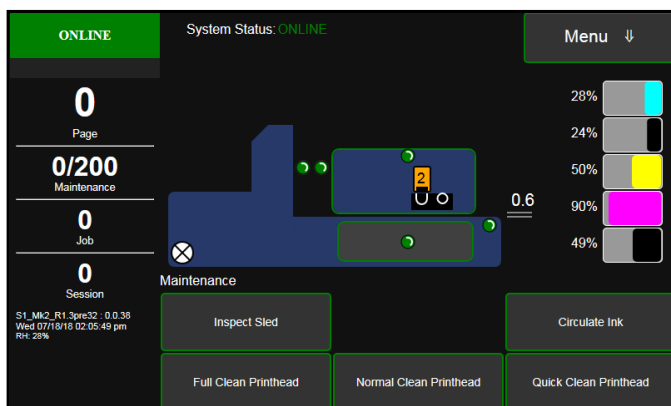 ONLINE
System Status: ONLINE
Menu ⇓
0
Page
0/200
Maintenance
0
Job
0
Session
S1_Mk2_R1.3pre32 : 0.0.38
Wed 07/18/18 02:05:49 pm
RH: 28%
2
0.6
28%
24%
50%
90%
49%
Maintenance
Inspect Sled
Circulate Ink
Full Clean Printhead
Normal Clean Printhead
Quick Clean Printhead